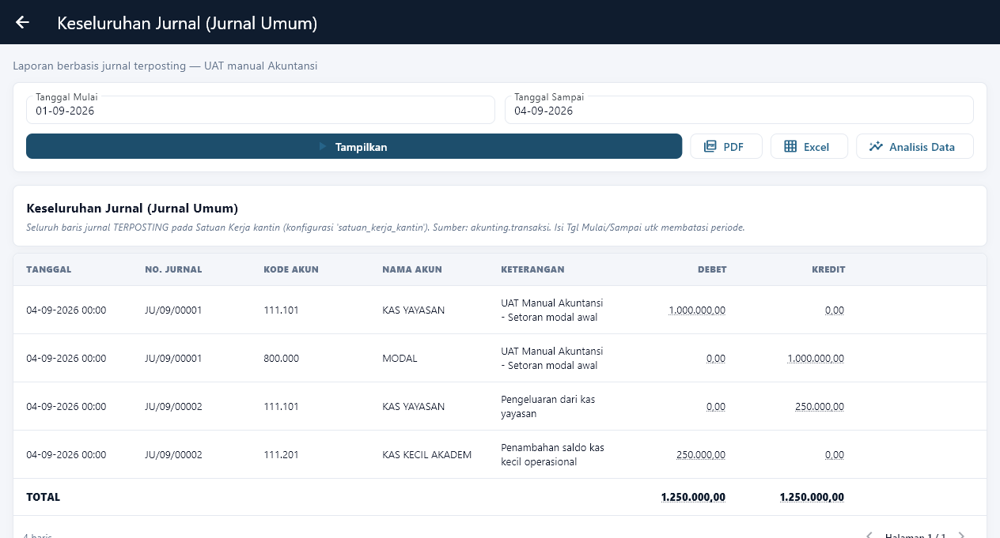 Keseluruhan Jurnal (Jurnal Umum)
Laporan berbasis jurnal terposting — UAT manual Akuntansi
Tanggal Mulai
01-09-2026
Tanggal Sampai
04-09-2026
Tampilkan
PDF
Excel
Analisis Data
Keseluruhan Jurnal (Jurnal Umum)
Seluruh baris jurnal TERPOSTING pada Satuan Kerja kantin (konfigurasi 'satuan_kerja_kantin'). Sumber: akunting.transaksi. Isi Tgl Mulai/Sampai utk membatasi periode.
TANGGAL NO. JURNAL KODE AKUN NAMA AKUN KETERANGAN DEBET KREDIT
04-09-2026 00:00 JU/09/00001 111.101 KAS YAYASAN UAT Manual Akuntansi
- Setoran modal awal 1.000.000,00 0,00
04-09-2026 00:00 JU/09/00001 800.000 MODAL UAT Manual Akuntansi
- Setoran modal awal 0,00 1.000.000,00
04-09-2026 00:00 JU/09/00002 111.101 KAS YAYASAN Pengeluaran dari kas
yayasan 0,00 250.000,00
04-09-2026 00:00 JU/09/00002 111.201 KAS KECIL AKADEM Penambahan saldo kas
kecil operasional 250.000,00 0,00
TOTAL 1.250.000,00 1.250.000,00
4 baris Halaman 1 / 1